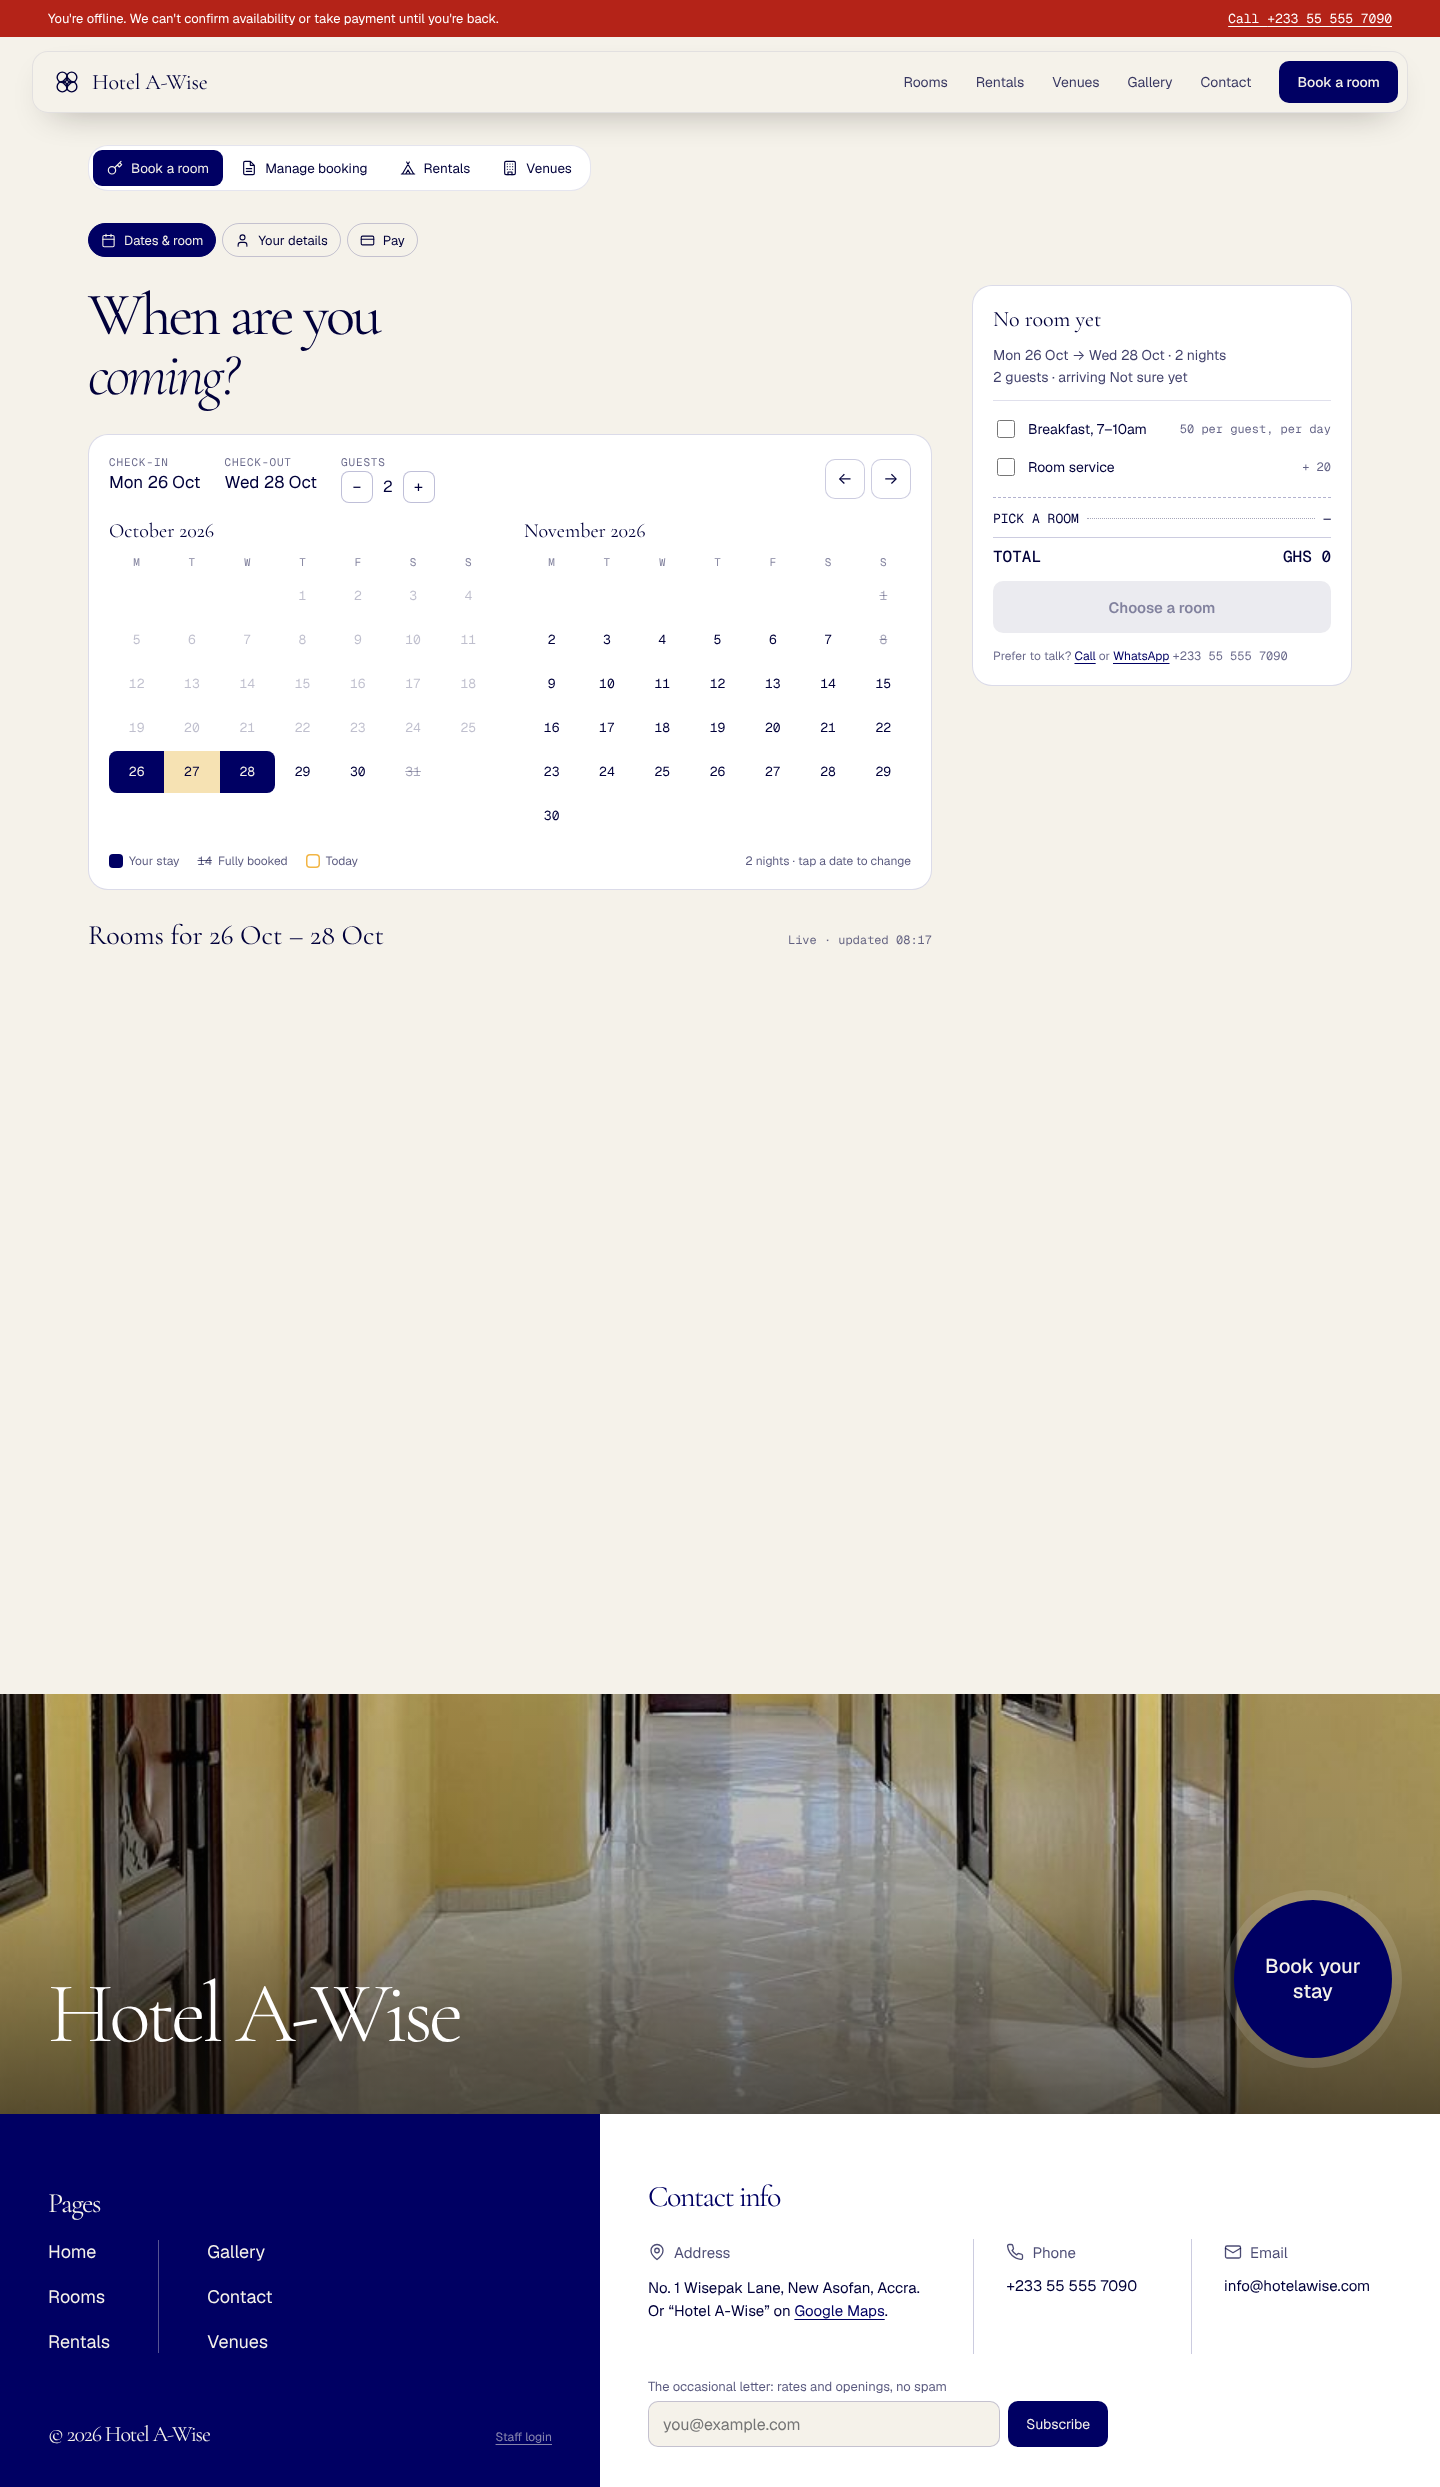 You're offline. We can't confirm availability or take payment until you're back.
Call +233 55 555 7090
Hotel A-Wise
Rooms
Rentals
Venues
Gallery
Contact
Book a room
Book a room
Manage booking
Rentals
Venues
Dates & room
Your details
Pay
When are you
coming?
CHECK-IN
Mon 26 Oct
CHECK-OUT
Wed 28 Oct
GUESTS
− 2 +
← →
October 2026
M T W T F S S
1 2 3 4
5 6 7 8 9 10 11
12 13 14 15 16 17 18
19 20 21 22 23 24 25
26 27 28 29 30 31
November 2026
M T W T F S S
1
2 3 4 5 6 7 8
9 10 11 12 13 14 15
16 17 18 19 20 21 22
23 24 25 26 27 28 29
30
Your stay
14 Fully booked
Today
2 nights · tap a date to change
No room yet
Mon 26 Oct → Wed 28 Oct · 2 nights
2 guests · arriving Not sure yet
Breakfast, 7–10am 50 per guest, per day
Room service + 20
PICK A ROOM —
TOTAL GHS 0
Choose a room
Prefer to talk? Call or WhatsApp +233 55 555 7090
Rooms for 26 Oct – 28 Oct
Live · updated 08:17
Hotel A-Wise
Book your
stay
Pages
Home
Rooms
Rentals
Gallery
Contact
Venues
© 2026 Hotel A-Wise
Staff login
Contact info
Address
No. 1 Wisepak Lane, New Asofan, Accra.
Or “Hotel A-Wise” on Google Maps.
Phone
+233 55 555 7090
Email
info@hotelawise.com
The occasional letter: rates and openings, no spam
you@example.com
Subscribe